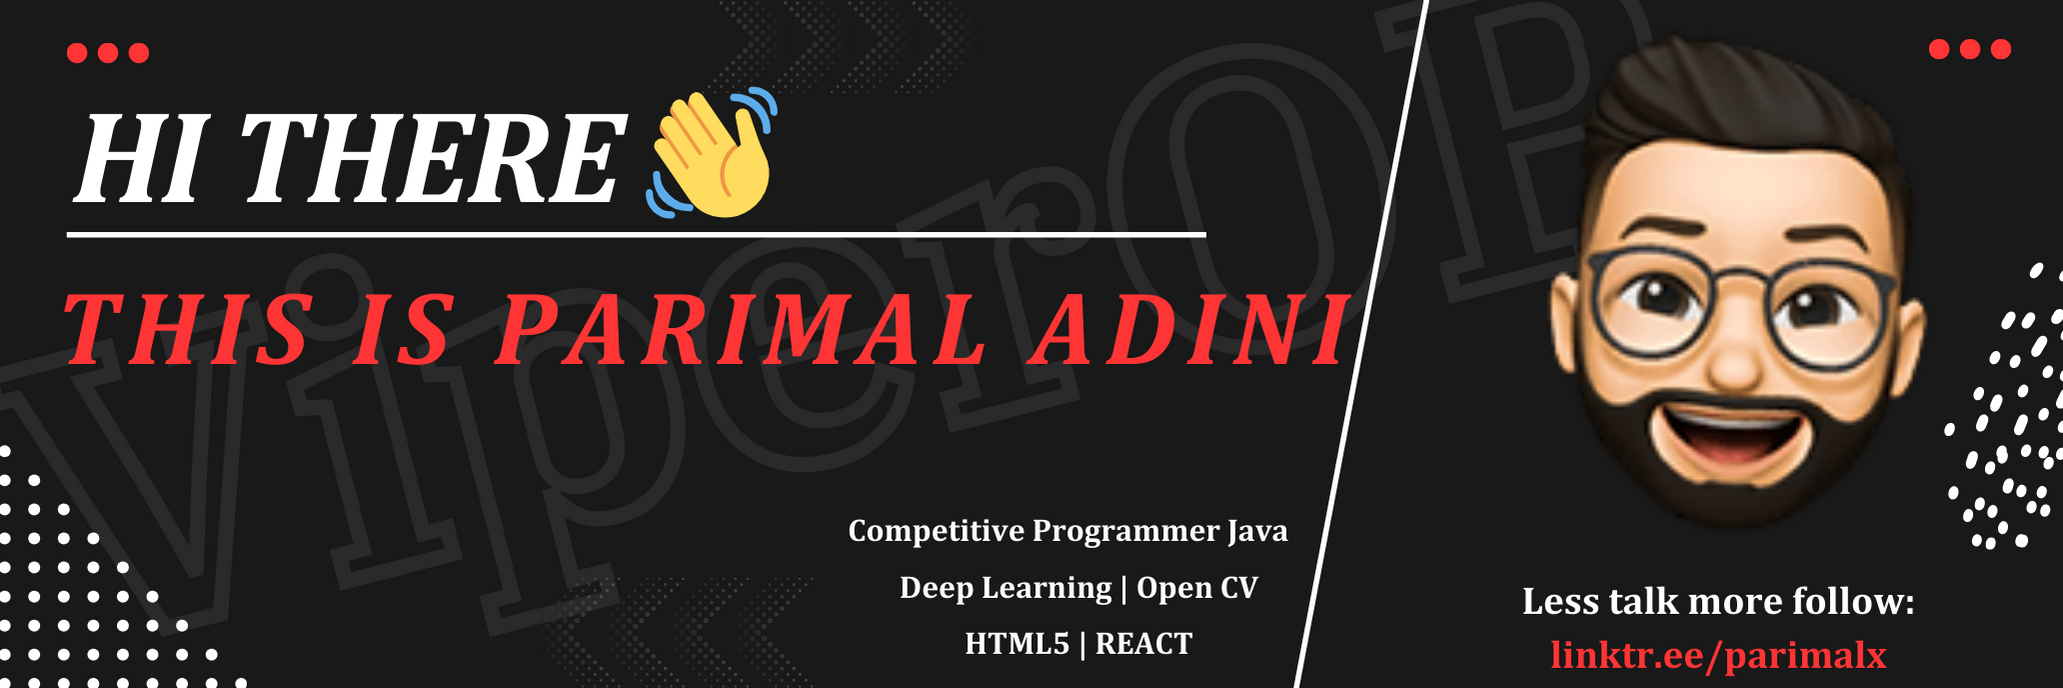 HI THERE
THIS IS PARIMAL ADINI
ViperOP
Competitive Programmer Java
Deep Learning | Open CV
HTML5 | REACT
Less talk more follow:
linktr.ee/parimalx